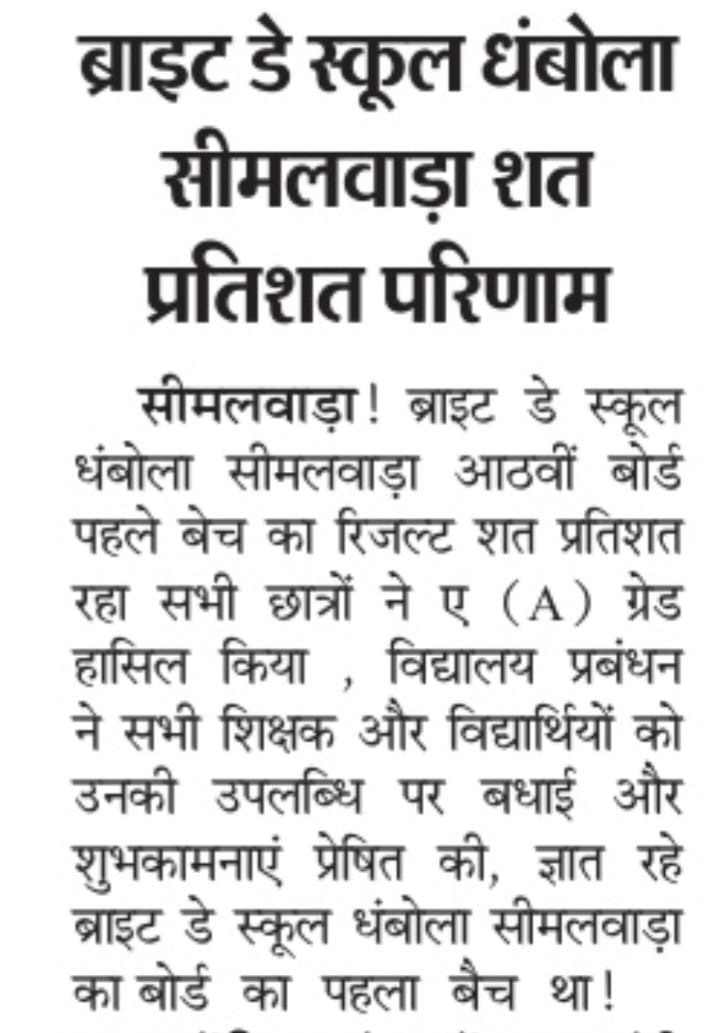 ब्राइट डे स्कूल धंबोला
सीमलवाड़ा शत
प्रतिशत परिणाम
सीमलवाड़ा! ब्राइट डे स्कूल
धंबोला सीमलवाड़ा आठवीं बोर्ड
पहले बेच का रिजल्ट शत प्रतिशत
रहा सभी छात्रों ने ए (A) ग्रेड
हासिल किया , विद्यालय प्रबंधन
ने सभी शिक्षक और विद्यार्थियों को
उनकी उपलब्धि पर बधाई और
शुभकामनाएं प्रेषित की, ज्ञात रहे
ब्राइट डे स्कूल धंबोला सीमलवाड़ा
का बोर्ड का पहला बैच था!